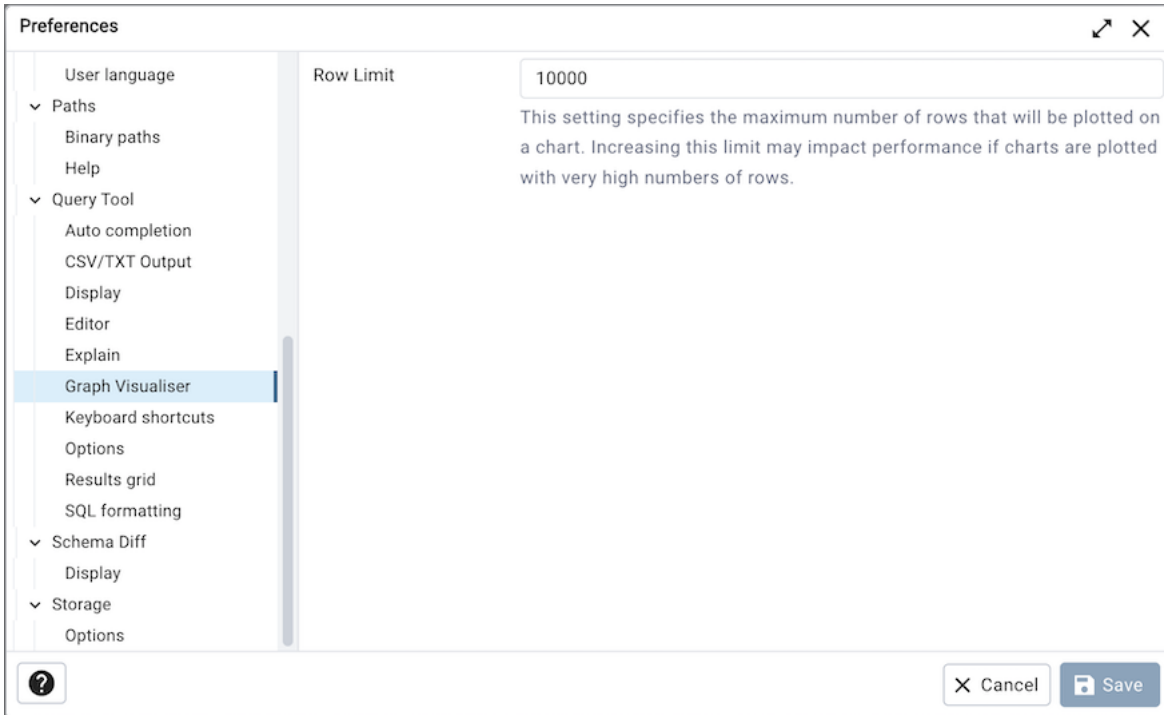 Preferences
User language
Paths
Binary paths
Help
Query Tool
Auto completion
CSV/TXT Output
Display
Editor
Explain
Graph Visualiser
Keyboard shortcuts
Options
Results grid
SQL formatting
Schema Diff
Display
Storage
Options
Row Limit
10000
This setting specifies the maximum number of rows that will be plotted on
a chart. Increasing this limit may impact performance if charts are plotted
with very high numbers of rows.
?
Cancel
Save